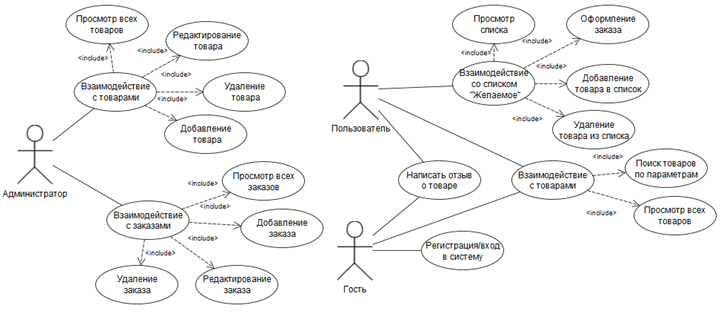 Просмотр всех
товаров
<include>
Редактирование
товара
<include>
Взаимодействие
с товарами
<include>
Удаление
товара
<include>
Добавление
товара
Администратор
Просмотр всех
заказов
<include>
Взаимодействие
с заказами
<include>
Добавление
заказа
<include>
<include>
Удаление
заказа
Редактирование
заказа
Просмотр
списка
<include>
Оформление
заказа
<include>
Взаимодействие
со списком
"Желаемое"
<include>
Добавление
товара в список
<include>
Удаление
товара из списка
Пользователь
Написать отзыв
о товаре
Взаимодействие
с товарами
<include>
Поиск товаров
по параметрам
<include>
Просмотр всех
товаров
Регистрация/вход
в систему
Гость